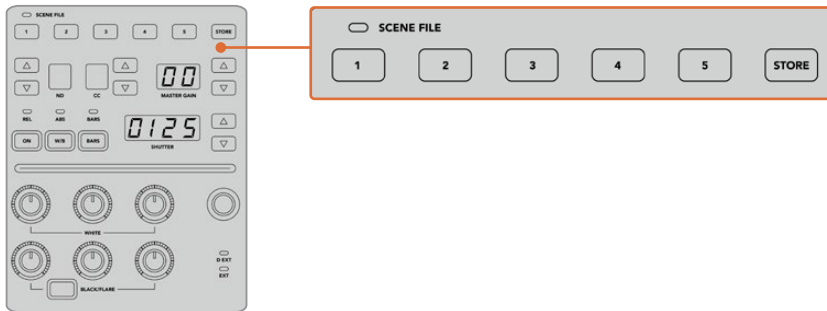 SCENE FILE
1 2 3 4 5 STORE
ND CC 00
MASTER GAIN
REL ABS BARS
ON W/B BARS 0125
SHUTTER
WHITE
D EXT
EXT
BLACK/FLARE
SCENE FILE
1 2 3 4 5 STORE